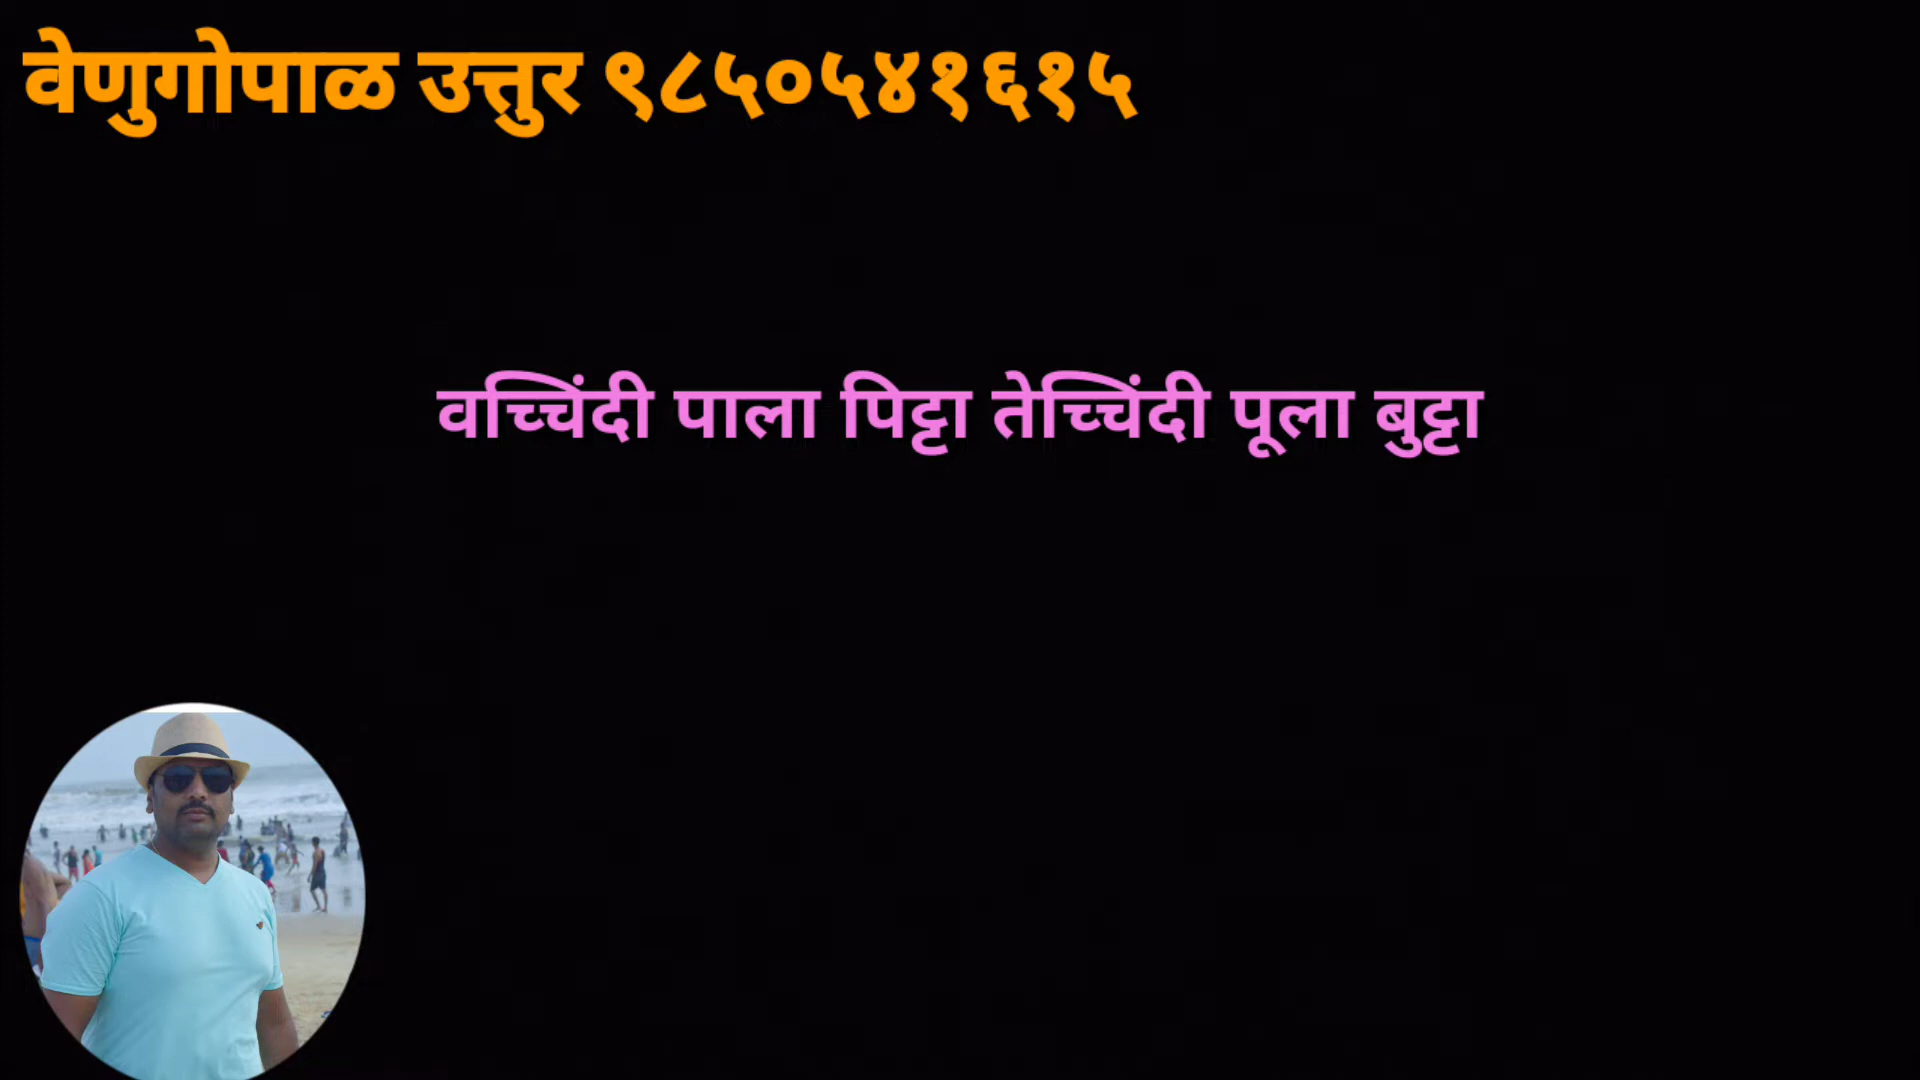 वेणुगोपाळ उत्तुर ९८५०५४१६१५
वच्चिंदी पाला पिट्टा तेच्चिंदी पूला बुट्टा